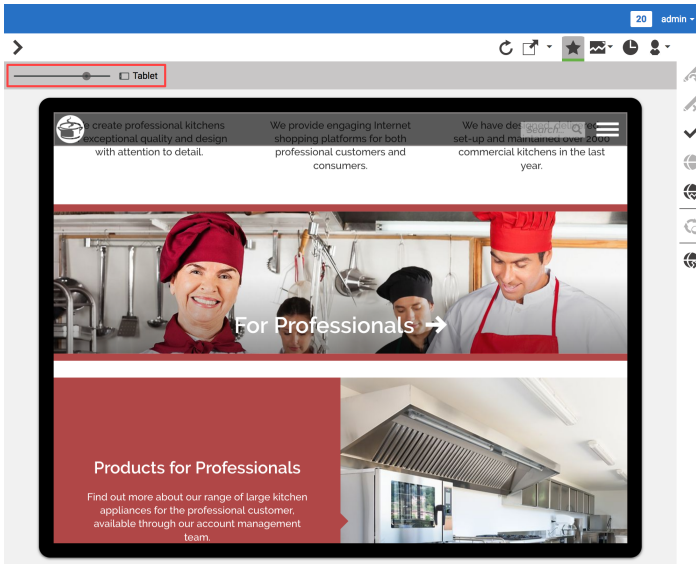 20 admin
Tablet
e create professional kitchens
exceptional quality and design
with attention to detail.
We provide engaging Internet
shopping platforms for both
professional customers and
consumers.
We have designed, delivered
set-up and maintained over 2000
commercial kitchens in the last
year.
Search...
For Professionals →
Products for Professionals
Find out more about our range of large kitchen
appliances for the professional customer,
available through our account management
team.